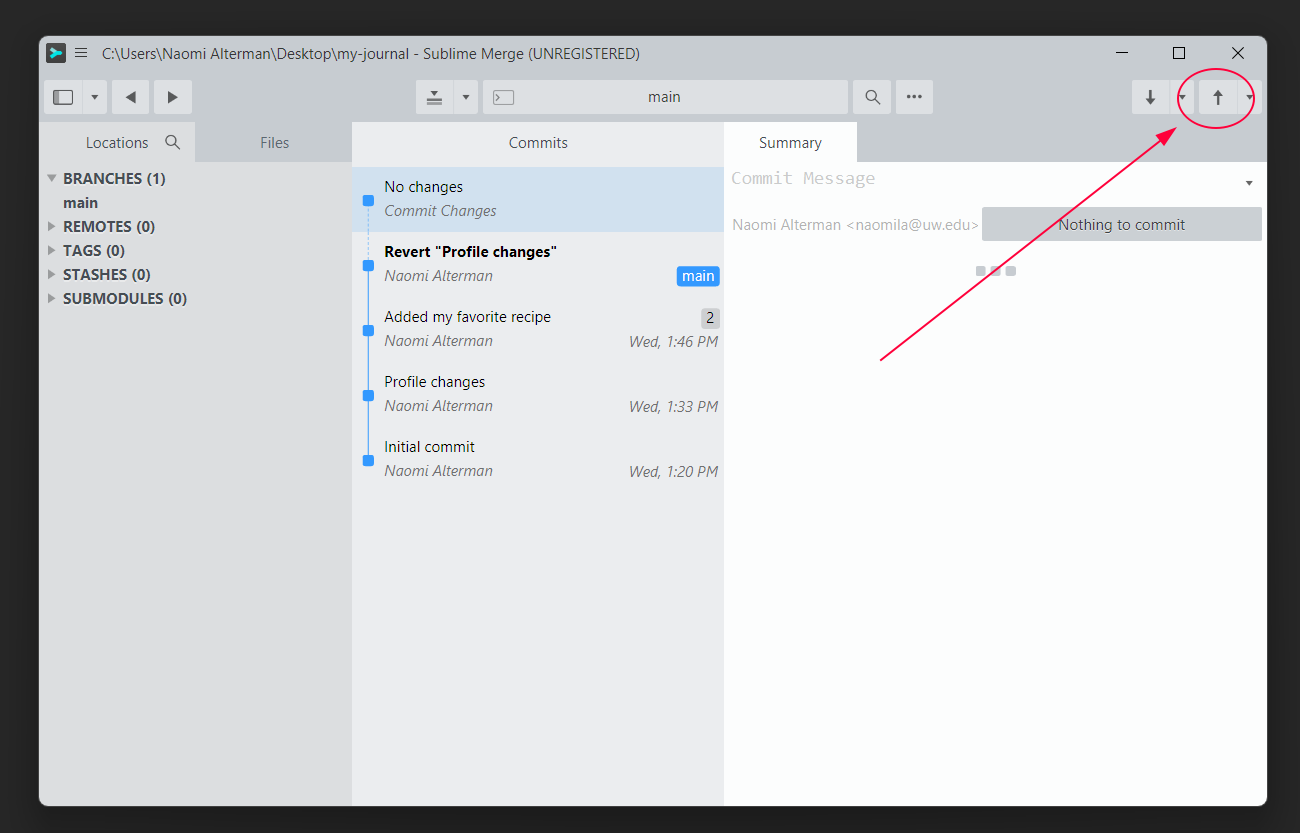 C:\Users\Naomi Alterman\Desktop\my-journal - Sublime Merge (UNREGISTERED)
main
Locations
Files
Commits
Summary
BRANCHES (1)
main
REMOTES (0)
TAGS (0)
STASHES (0)
SUBMODULES (0)
No changes
Commit Changes
Revert "Profile changes"
Naomi Alterman
main
Added my favorite recipe
2
Naomi Alterman
Wed, 1:46 PM
Profile changes
Naomi Alterman
Wed, 1:33 PM
Initial commit
Naomi Alterman
Wed, 1:20 PM
Commit Message
Naomi Alterman <naomila@uw.edu>
Nothing to commit